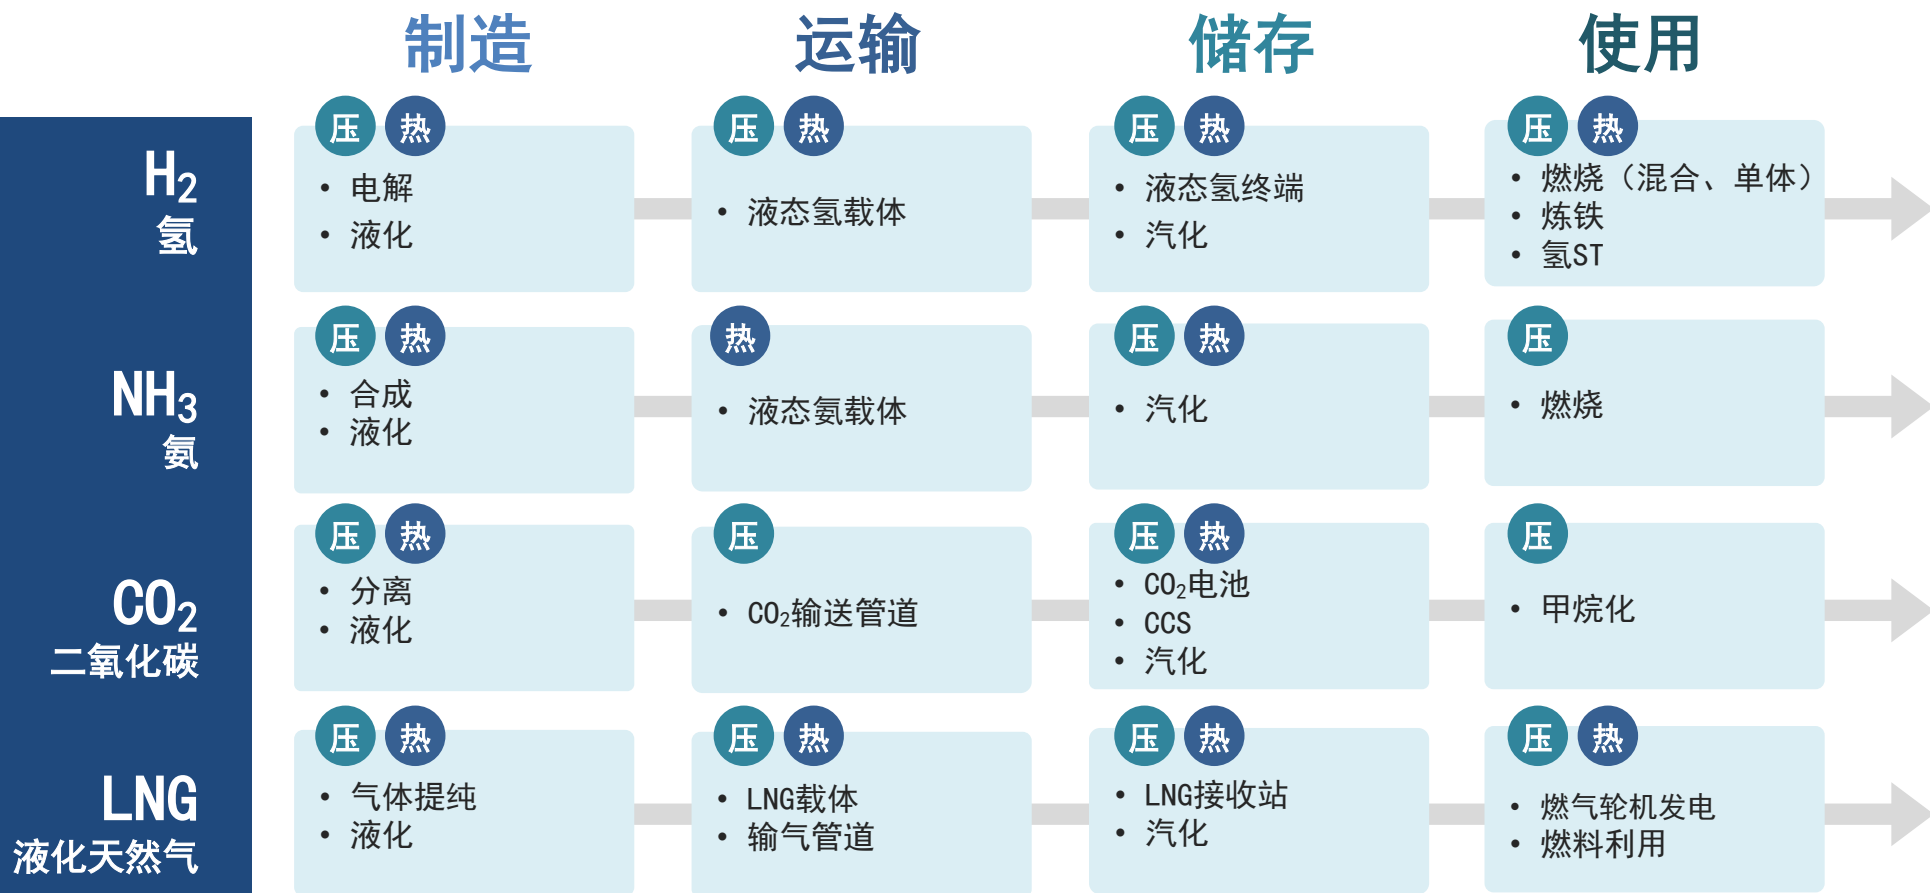 制造 运输 储存 使用
H₂
氢
压 热
• 电解
• 液化
压 热
• 液态氢载体
压 热
• 液态氢终端
• 汽化
压 热
• 燃烧（混合、单体）
• 炼铁
• 氢ST
NH₃
氨
压 热
• 合成
• 液化
热
• 液态氨载体
压 热
• 汽化
压
• 燃烧
CO₂
二氧化碳
压 热
• 分离
• 液化
压
• CO₂输送管道
压 热
• CO₂电池
• CCS
• 汽化
压
• 甲烷化
LNG
液化天然气
压 热
• 气体提纯
• 液化
压 热
• LNG载体
• 输气管道
压 热
• LNG接收站
• 汽化
压 热
• 燃气轮机发电
• 燃料利用